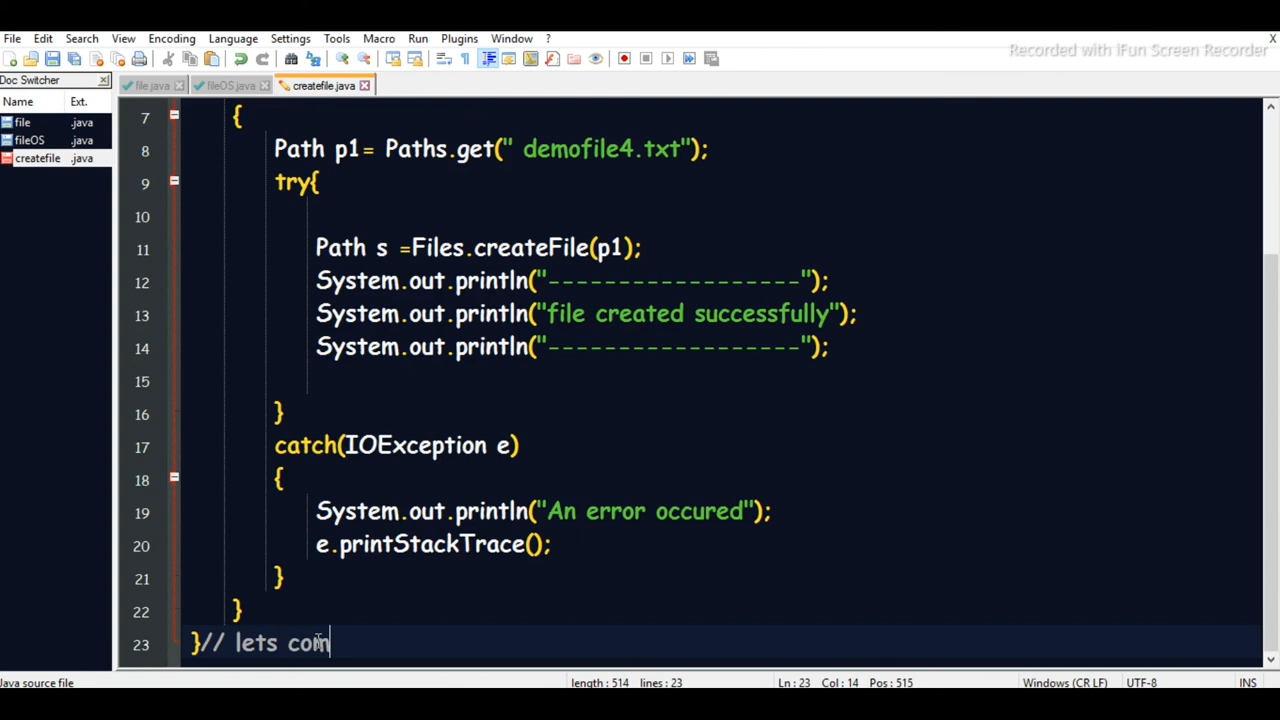 File Edit Search View Encoding Language Settings Tools Macro Run Plugins Window ? X
Recorded with iFun Screen Recorder
Doc Switcher
file.java fileOS.java createfile.java
Name Ext.
file .java
fileOS .java
createfile .java
7 {
8 Path p1= Paths.get(" demofile4.txt");
9 try{
10
11 Path s =Files.createFile(p1);
12 System.out.println("------------------");
13 System.out.println("file created successfully");
14 System.out.println("------------------");
15
16 }
17 catch(IOException e)
18 {
19 System.out.println("An error occured");
20 e.printStackTrace();
21 }
22 }
23 }// lets com
Java source file length : 514 lines : 23 Ln : 23 Col : 14 Pos : 515 Windows (CR LF) UTF-8 INS